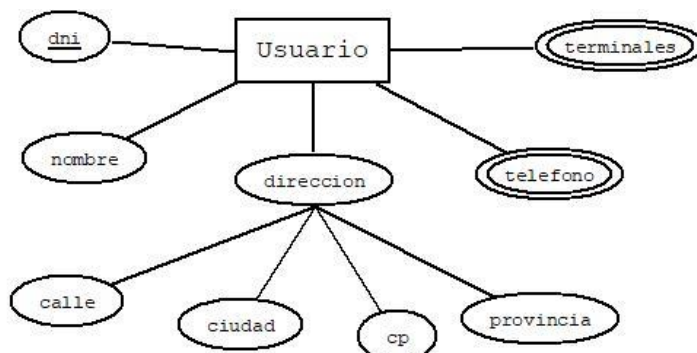 dni
Usuario
terminales
nombre
direccion
telefono
calle
ciudad
cp
provincia